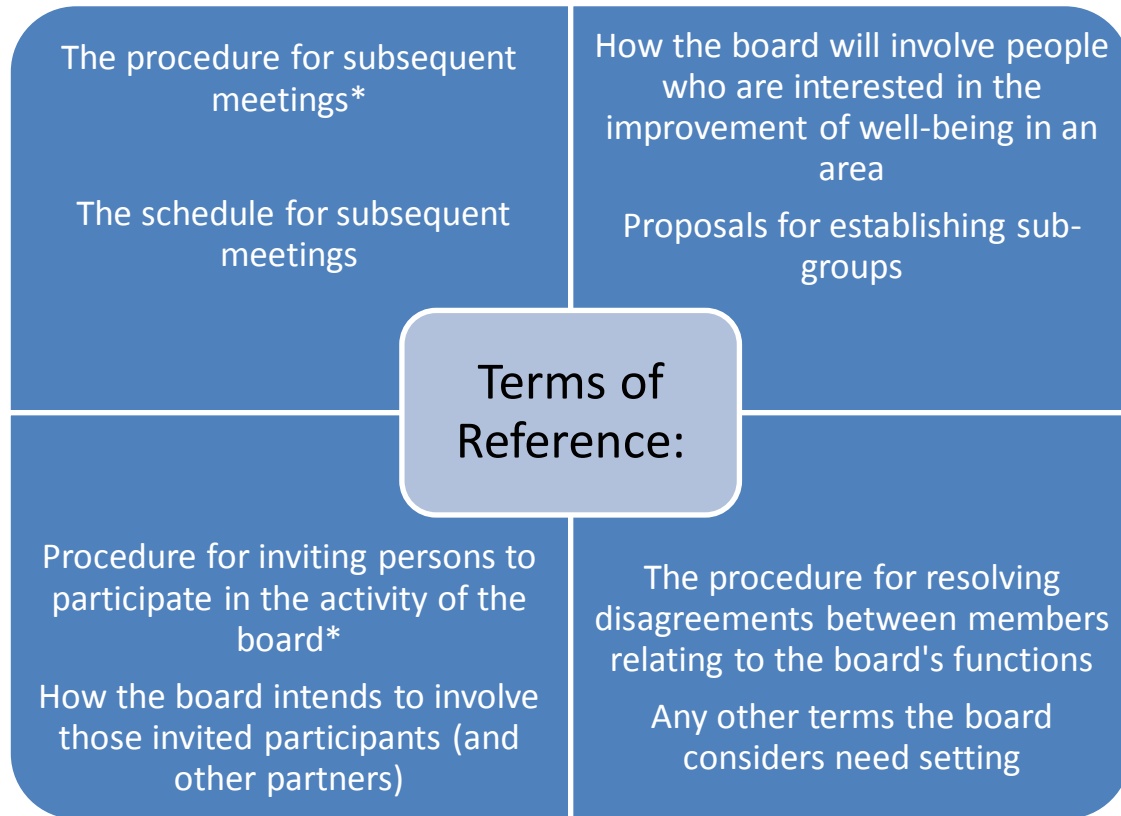 The procedure for subsequent
meetings*
The schedule for subsequent
meetings
How the board will involve people
who are interested in the
improvement of well-being in an
area
Proposals for establishing sub-
groups
Terms of
Reference:
Procedure for inviting persons to
participate in the activity of the
board*
How the board intends to involve
those invited participants (and
other partners)
The procedure for resolving
disagreements between members
relating to the board's functions
Any other terms the board
considers need setting